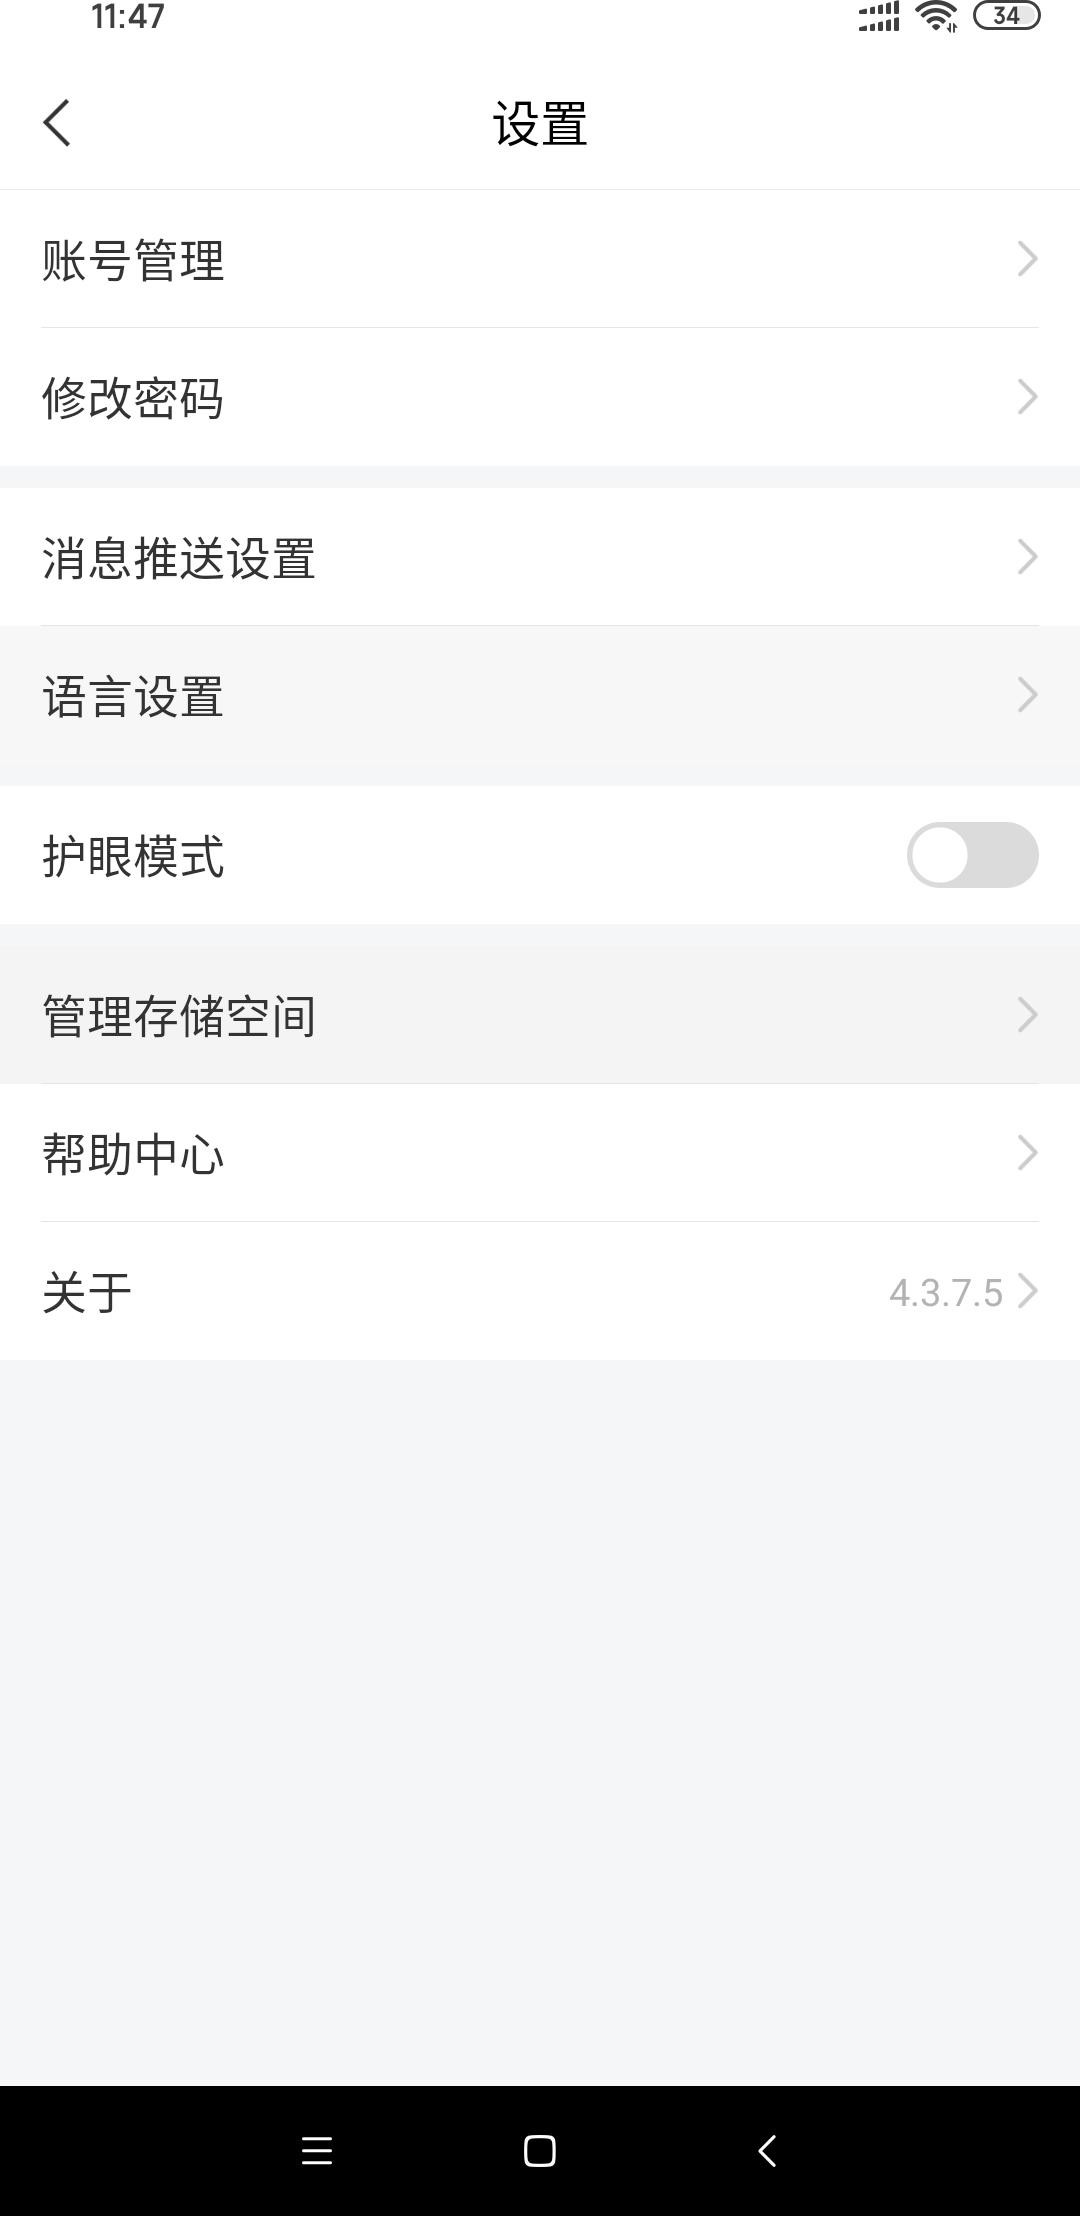 11:47
34
设置
账号管理
修改密码
消息推送设置
语言设置
护眼模式
管理存储空间
帮助中心
关于
4.3.7.5